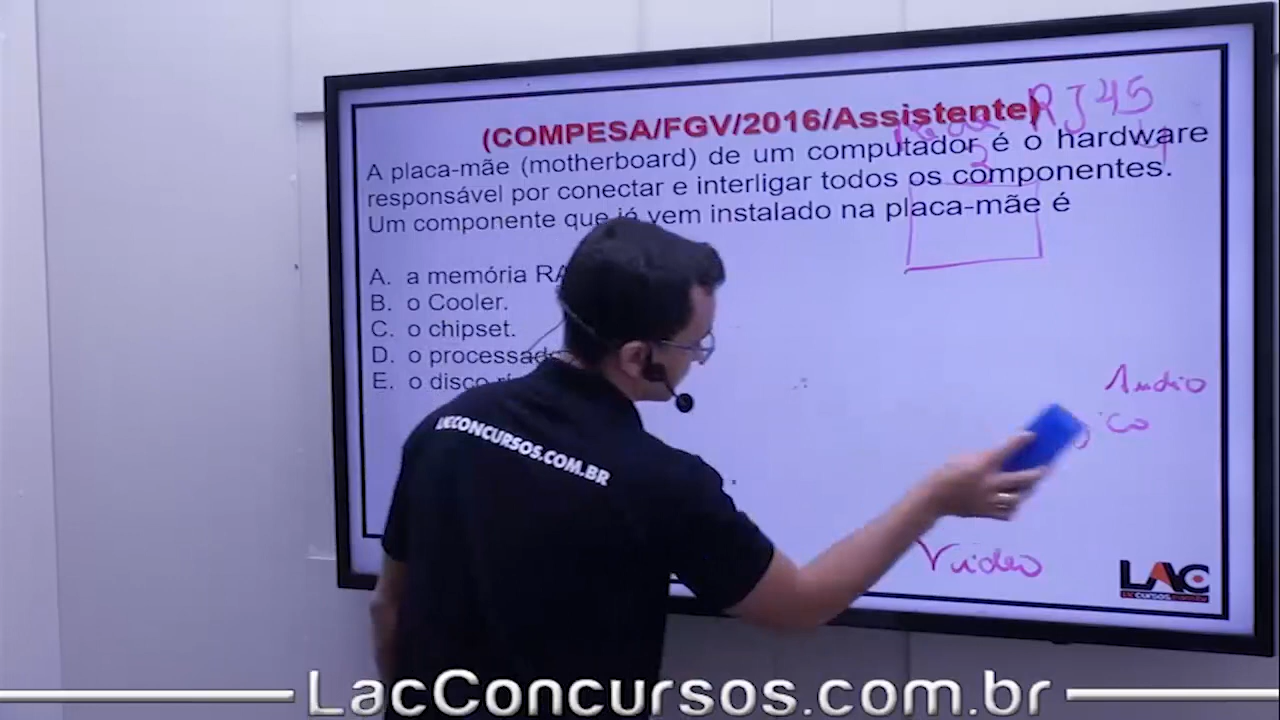 (COMPESA/FGV/2016/Assistente)
RJ45
A placa-mãe (motherboard) de um computador é o hardware
responsável por conectar e interligar todos os componentes.
Um componente que já vem instalado na placa-mãe é
A. a memória RA
B. o Cooler.
C. o chipset.
D. o processad
E. o disco
Audio
Video
LACCONCURSOS.COM.BR
LAC
LacConcursos.com.br